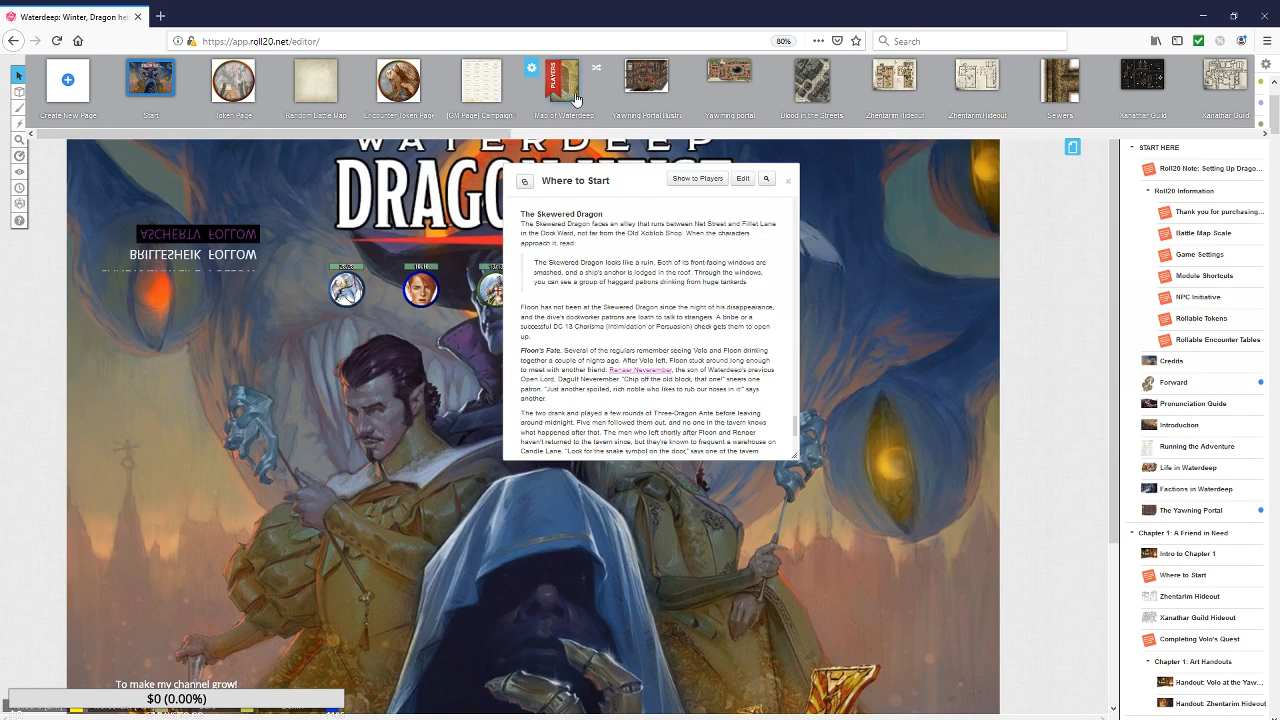 Waterdeep: Winter, Dragon hei
https://app.roll20.net/editor/
80%
Search
PLAYERS
Create New Page
Start
Token Page
Random Battle Map
Encounter Token Page
[GM Page] Campaign
Map of Waterdeep
Yawning Portal Illustr
Yawning portal
Blood in the Streets
Zhentarim Hideout
Zhentarim Hideout
Sewers
Xanathar Guild
Xanathar Guild
WATERDEEP
DRAGON
ASCHERTV FOLLOW
BRILLESHEIK FOLLOW
Where to Start
Show to Players
Edit
The Skewered Dragon
The Skewered Dragon faces an alley that runs between Net Street and Fillet Lane
in the Dock Ward, not far from the Old Xoblob Shop. When the characters
approach it, read:
The Skewered Dragon looks like a ruin. Both of its front-facing windows are
smashed, and a ship's anchor is lodged in the roof. Through the windows,
you can see a group of haggard patrons drinking from huge tankards.
Floon has not been at the Skewered Dragon since the night of his disappearance,
and the dive's dockworker patrons are loath to talk to strangers. A bribe or a
successful DC 13 Charisma (Intimidation or Persuasion) check gets them to open
up.
Floon's Fate. Several of the regulars remember seeing Volo and Floon drinking
together a couple of nights ago. After Volo left, Floon stuck around long enough
to meet with another friend: Renaer Neverember, the son of Waterdeep's previous
Open Lord, Dagult Neverember. "Chip off the old block, that one!" sneers one
patron. "Just another spoiled, rich noble who likes to rub our noses in it!" says
another.
The two drank and played a few rounds of Three-Dragon Ante before leaving
around midnight. Five men followed them out, and no one in the tavern knows
what happened after that. The men who left shortly after Floon and Renaer
haven't returned to the tavern since, but they're known to frequent a warehouse on
Candle Lane. "Look for the snake symbol on the door," says one of the tavern
START HERE
Roll20 Note: Setting Up Drago...
Roll20 Information
Thank you for purchasing...
Battle Map Scale
Game Settings
Module Shortcuts
NPC Initiative
Rollable Tokens
Rollable Encounter Tables
Credits
Forward
Pronunciation Guide
Introduction
Running the Adventure
Life in Waterdeep
Factions in Waterdeep
The Yawning Portal
Chapter 1: A Friend in Need
Intro to Chapter 1
Where to Start
Zhentarim Hideout
Xanathar Guild Hideout
Completing Volo's Quest
Chapter 1: Art Handouts
Handout: Volo at the Yaw...
Handout: Zhentarim Hideout
To make my channel grow!
$0 (0.00%)